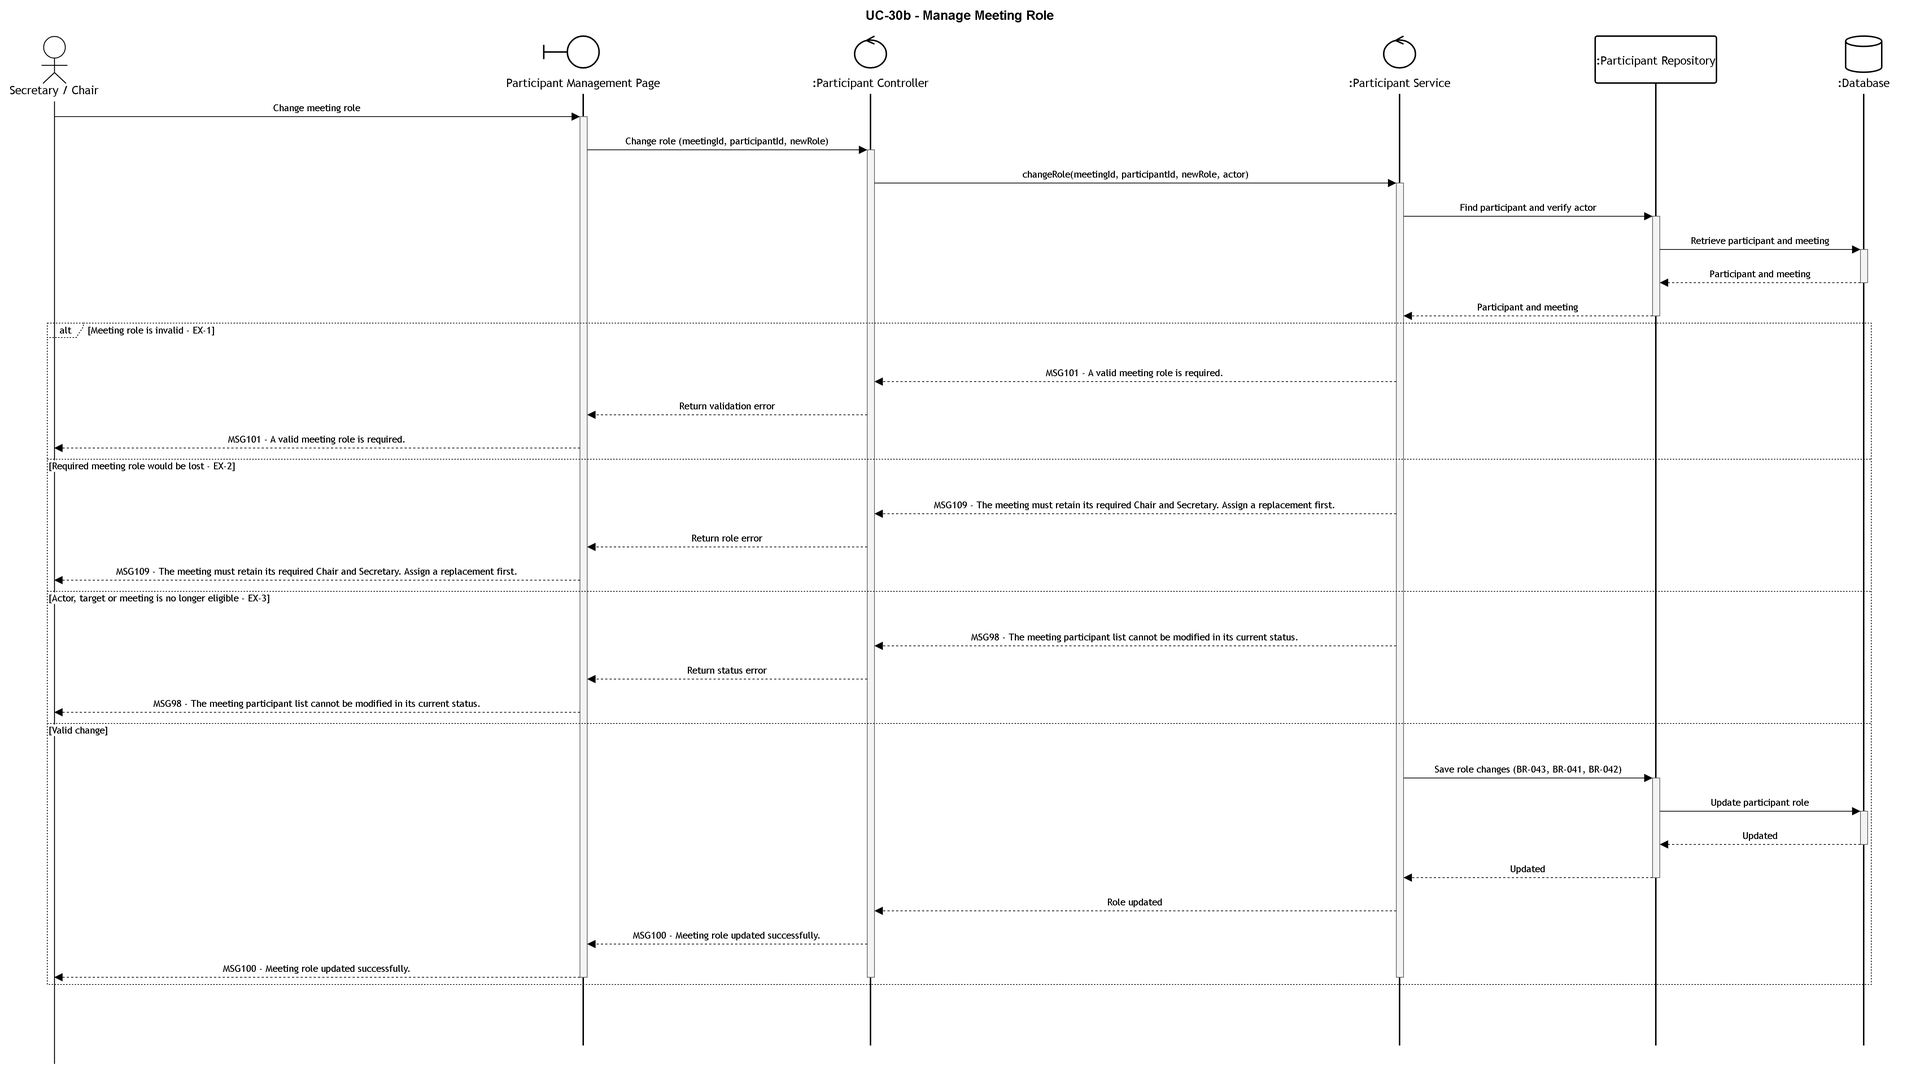 UC-30b - Manage Meeting Role
Secretary / Chair
Participant Management Page
:Participant Controller
:Participant Service
:Participant Repository
:Database
Change meeting role
Change role (meetingId, participantId, newRole)
changeRole(meetingId, participantId, newRole, actor)
Find participant and verify actor
Retrieve participant and meeting
Participant and meeting
Participant and meeting
alt [Meeting role is invalid - EX-1]
MSG101 - A valid meeting role is required.
Return validation error
MSG101 - A valid meeting role is required.
[Required meeting role would be lost - EX-2]
MSG109 - The meeting must retain its required Chair and Secretary. Assign a replacement first.
Return role error
MSG109 - The meeting must retain its required Chair and Secretary. Assign a replacement first.
[Actor, target or meeting is no longer eligible - EX-3]
MSG98 - The meeting participant list cannot be modified in its current status.
Return status error
MSG98 - The meeting participant list cannot be modified in its current status.
[Valid change]
Save role changes (BR-043, BR-041, BR-042)
Update participant role
Updated
Updated
Role updated
MSG100 - Meeting role updated successfully.
MSG100 - Meeting role updated successfully.